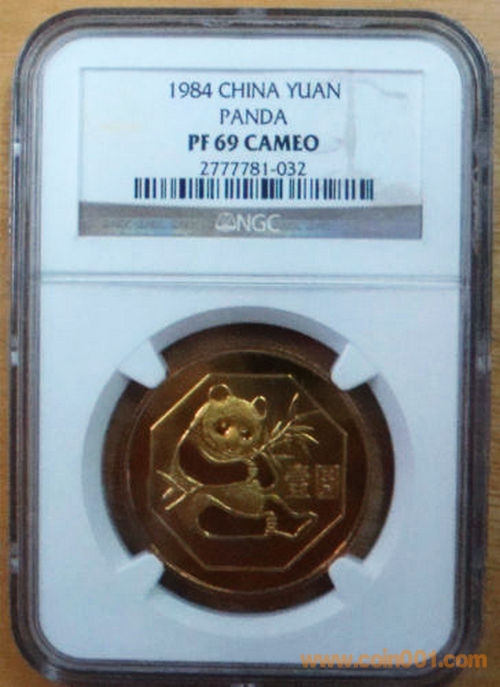 1984 CHINA YUAN
PANDA
PF 69 CAMEO
2777781-032
NGC
壹圆
www.coin001.com